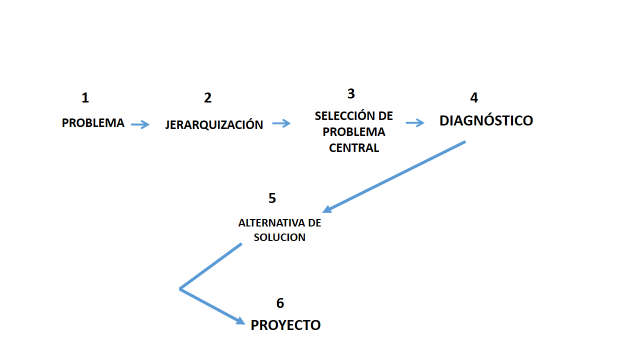 1
PROBLEMA
2
JERARQUIZACIÓN
3
SELECCIÓN DE
PROBLEMA
CENTRAL
4
DIAGNÓSTICO
5
ALTERNATIVA DE
SOLUCION
6
PROYECTO